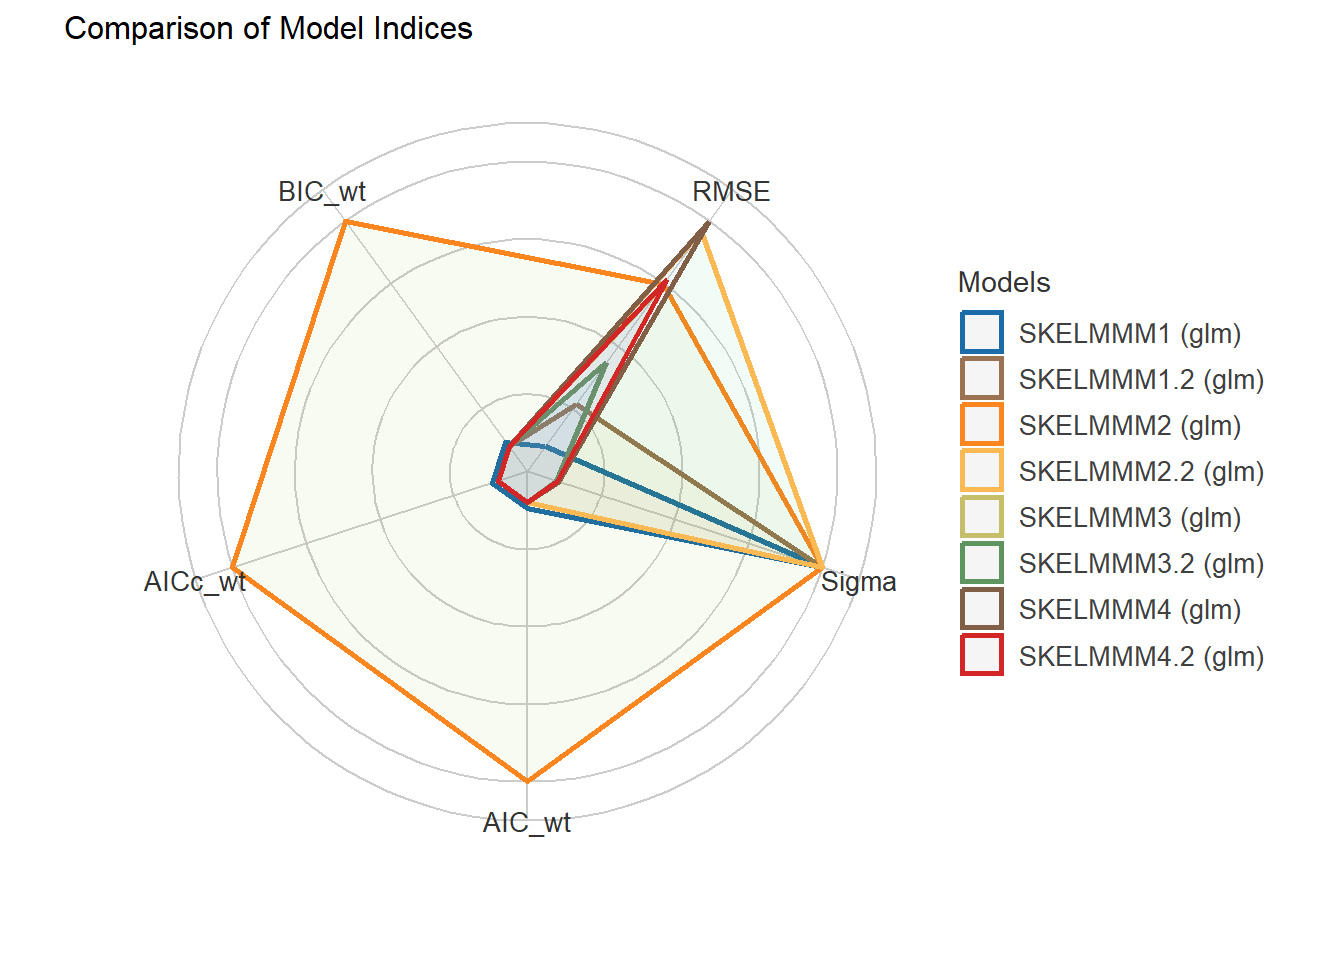 Comparison of Model Indices
BIC_wt
RMSE
AICc_wt
Sigma
AIC_wt
Models
SKELMMM1 (glm)
SKELMMM1.2 (glm)
SKELMMM2 (glm)
SKELMMM2.2 (glm)
SKELMMM3 (glm)
SKELMMM3.2 (glm)
SKELMMM4 (glm)
SKELMMM4.2 (glm)